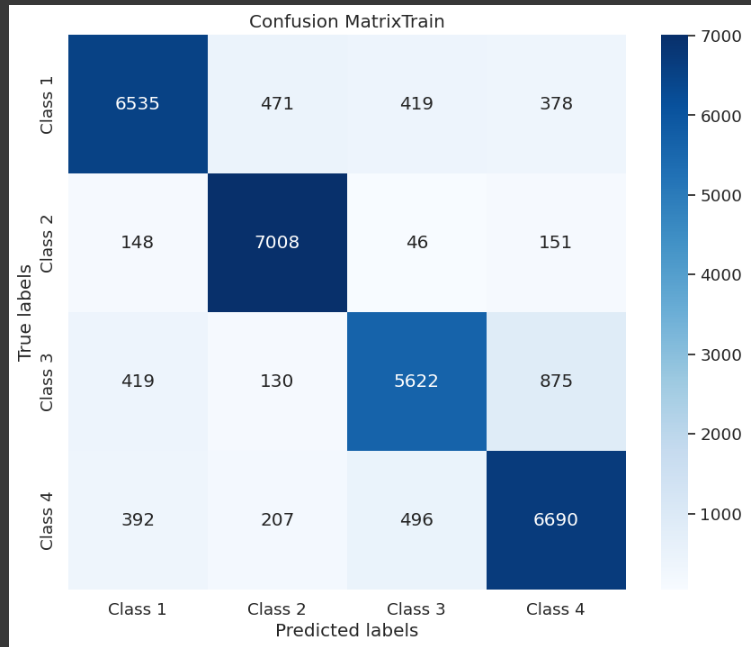 Confusion MatrixTrain
True labels
Class 1
6535 471 419 378
Class 2
148 7008 46 151
Class 3
419 130 5622 875
Class 4
392 207 496 6690
Class 1 Class 2 Class 3 Class 4
Predicted labels
7000
6000
5000
4000
3000
2000
1000